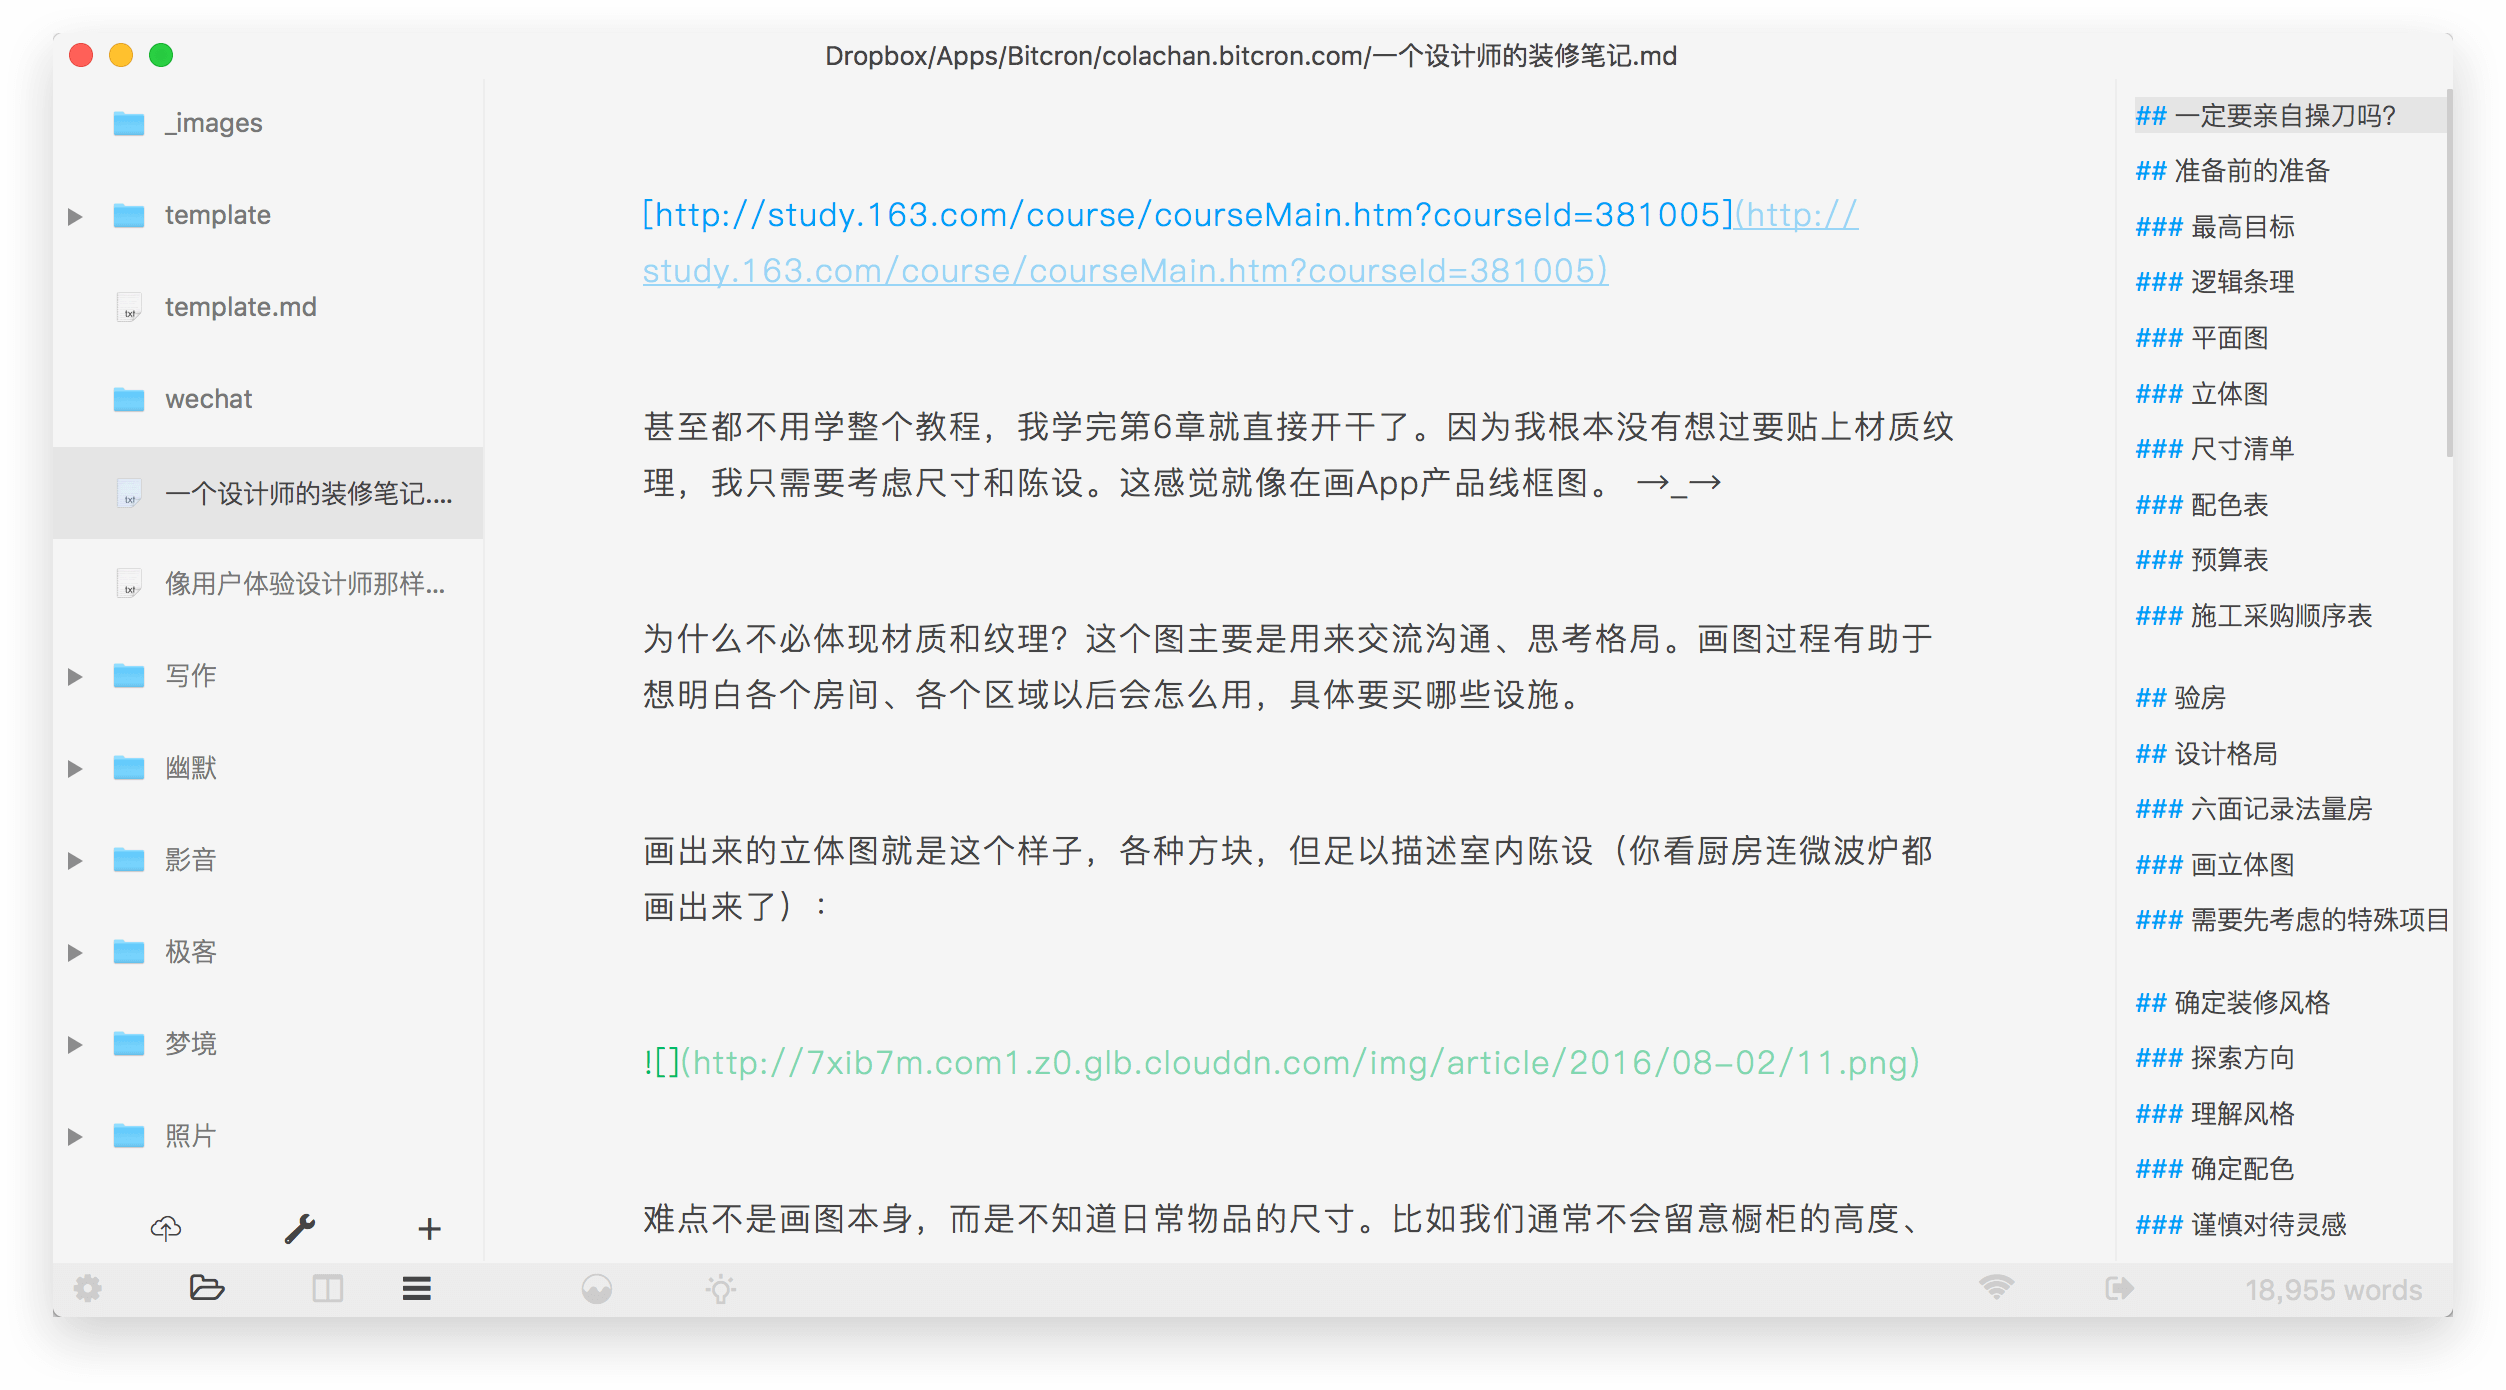 Dropbox/Apps/Bitcron/colachan.bitcron.com/一个设计师的装修笔记.md
_images
template
template.md
wechat
一个设计师的装修笔记....
像用户体验设计师那样...
写作
幽默
影音
极客
梦境
照片
[http://study.163.com/course/courseMain.htm?courseId=381005](http://
study.163.com/course/courseMain.htm?courseId=381005)
甚至都不用学整个教程，我学完第6章就直接开干了。因为我根本没有想过要贴上材质纹
理，我只需要考虑尺寸和陈设。这感觉就像在画App产品线框图。 →_→
为什么不必体现材质和纹理？这个图主要是用来交流沟通、思考格局。画图过程有助于
想明白各个房间、各个区域以后会怎么用，具体要买哪些设施。
画出来的立体图就是这个样子，各种方块，但足以描述室内陈设（你看厨房连微波炉都
画出来了）：
![](http://7xib7m.com1.z0.glb.clouddn.com/img/article/2016/08-02/11.png)
难点不是画图本身，而是不知道日常物品的尺寸。比如我们通常不会留意橱柜的高度、
## 一定要亲自操刀吗？
## 准备前的准备
### 最高目标
### 逻辑条理
### 平面图
### 立体图
### 尺寸清单
### 配色表
### 预算表
### 施工采购顺序表
## 验房
## 设计格局
### 六面记录法量房
### 画立体图
### 需要先考虑的特殊项目
## 确定装修风格
### 探索方向
### 理解风格
### 确定配色
### 谨慎对待灵感
18,955 words